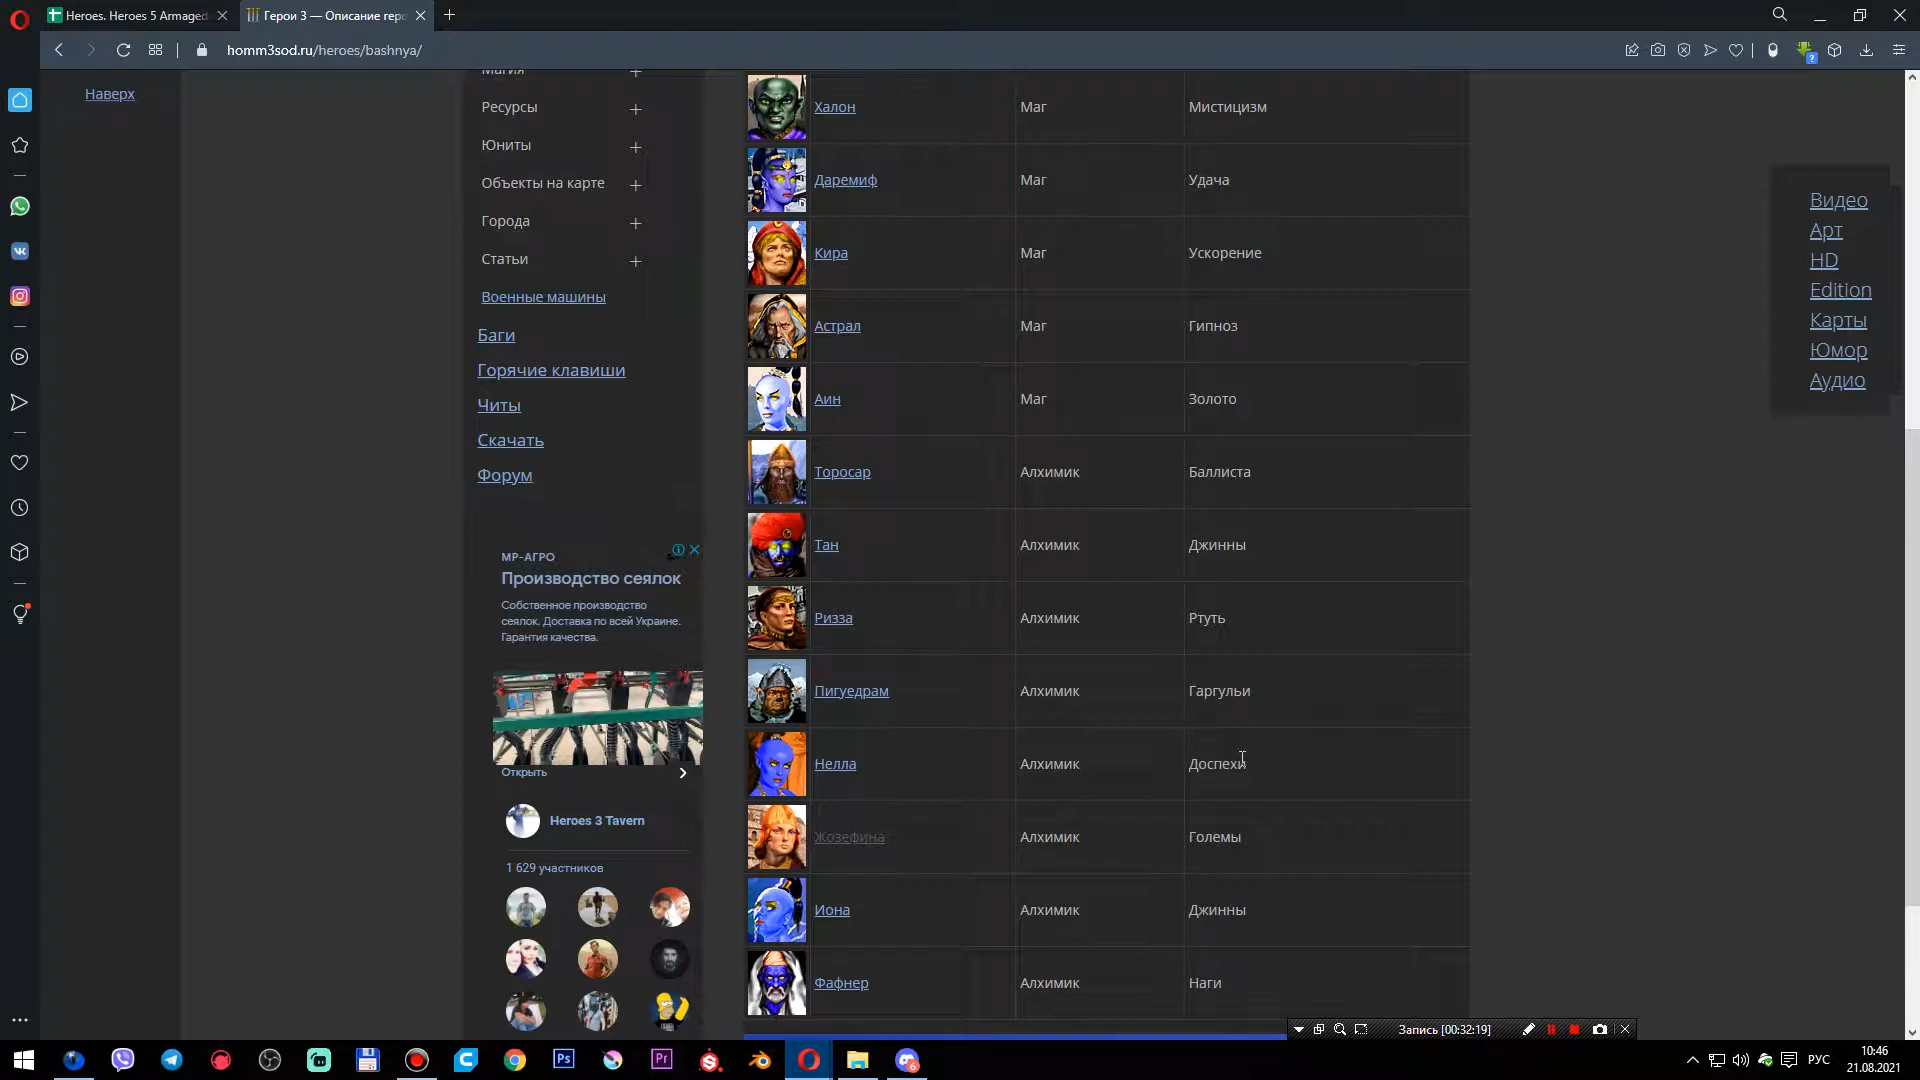 Heroes. Heroes 5 Armaged
Герои 3 — Описание геро
homm3sod.ru/heroes/bashnya/
Наверх
Магия
Ресурсы
Юниты
Объекты на карте
Города
Статьи
Военные машины
Баги
Горячие клавиши
Читы
Скачать
Форум
МР-АГРО
Производство сеялок
Собственное производство
сеялок. Доставка по всей Украине.
Гарантия качества.
Открыть
Heroes 3 Tavern
1 629 участников
Халон Маг Мистицизм
Даремиф Маг Удача
Кира Маг Ускорение
Астрал Маг Гипноз
Аин Маг Золото
Торосар Алхимик Баллиста
Тан Алхимик Джинны
Ризза Алхимик Ртуть
Пигуедрам Алхимик Гаргульи
Нелла Алхимик Доспехи
Жозефина Алхимик Големы
Иона Алхимик Джинны
Фафнер Алхимик Наги
Видео
Арт
HD
Edition
Карты
Юмор
Аудио
Запись [00:32:19]
Ps
Pr
6
РУС
10:46
21.08.2021